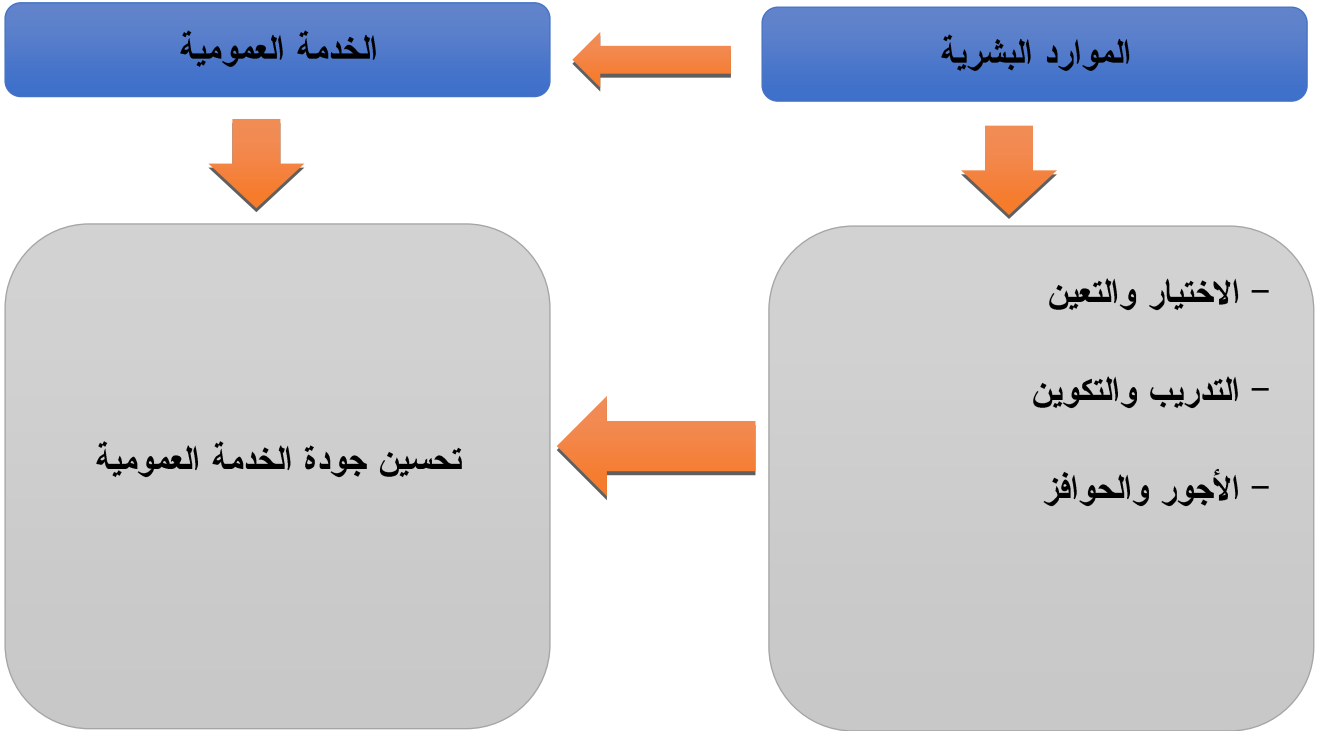 الموارد البشرية
الخدمة العمومية
- الاختيار والتعين
- التدريب والتكوين
- الأجور والحوافز
تحسين جودة الخدمة العمومية